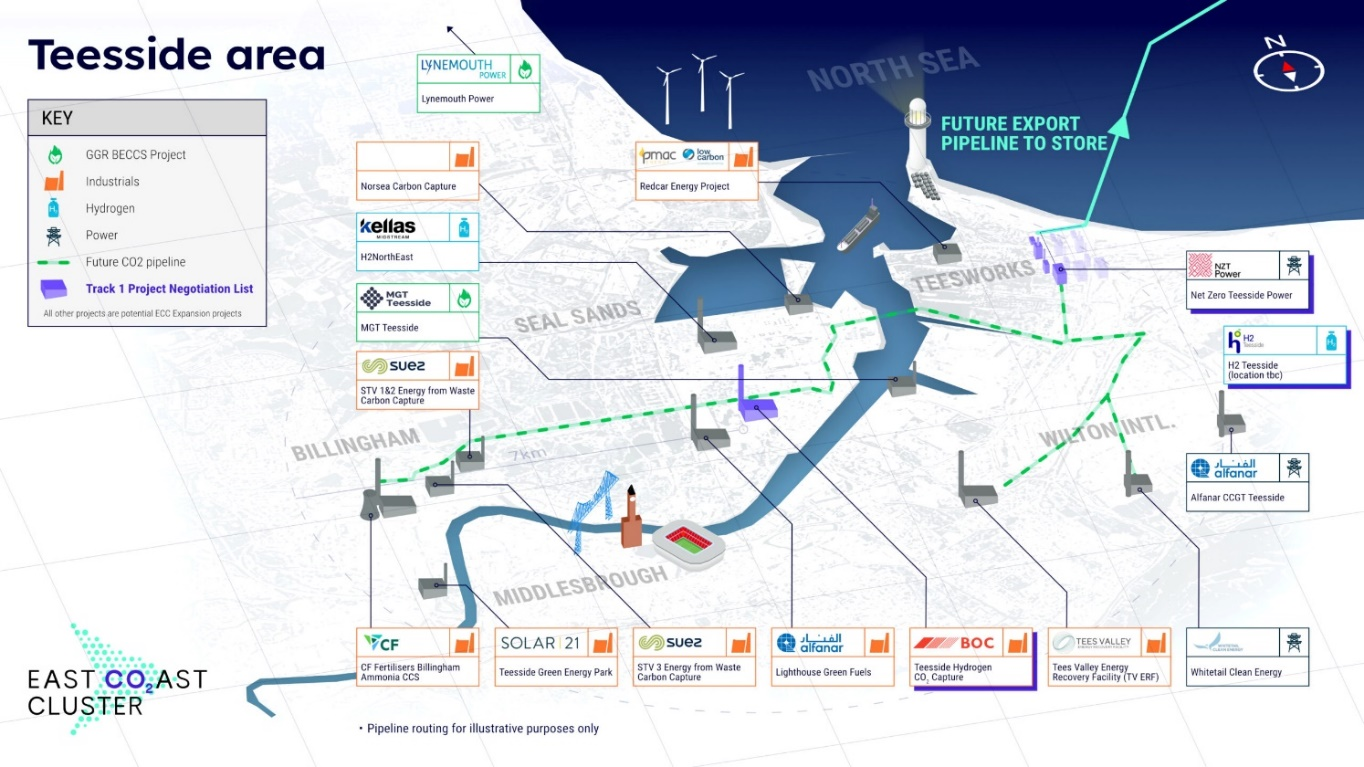 Teesside area
KEY
GGR BECCS Project
Industrials
Hydrogen
Power
Future CO2 pipeline
Track 1 Project Negotiation List
All other projects are potential ECC Expansion projects
LYNEMOUTH
POWER
Lynemouth Power
NORTH SEA
N
FUTURE EXPORT
PIPELINE TO STORE
Norsea Carbon Capture
pmac
low carbon
Redcar Energy Project
kellas
MIDSTREAM
H2
H2NorthEast
MGT
Teesside
MGT Teesside
suez
STV 1&2 Energy from Waste
Carbon Capture
SEAL SANDS
TEESWORKS
NZT
Power
Net Zero Teesside Power
H2
Teesside
H2 Teesside
(location tbc)
BILLINGHAM
7km
WILTON INTL.
الفنار
alfanar
Alfanar CCGT Teesside
MIDDLESBROUGH
CF
CF Fertilisers Billingham
Ammonia CCS
SOLAR 21
Teesside Green Energy Park
suez
STV 3 Energy from Waste
Carbon Capture
الفنار
alfanar
Lighthouse Green Fuels
BOC
Teesside Hydrogen
CO2 Capture
TEES VALLEY
Tees Valley Energy
Recovery Facility (TV ERF)
Whitetail Clean Energy
EAST CO2AST
CLUSTER
• Pipeline routing for illustrative purposes only